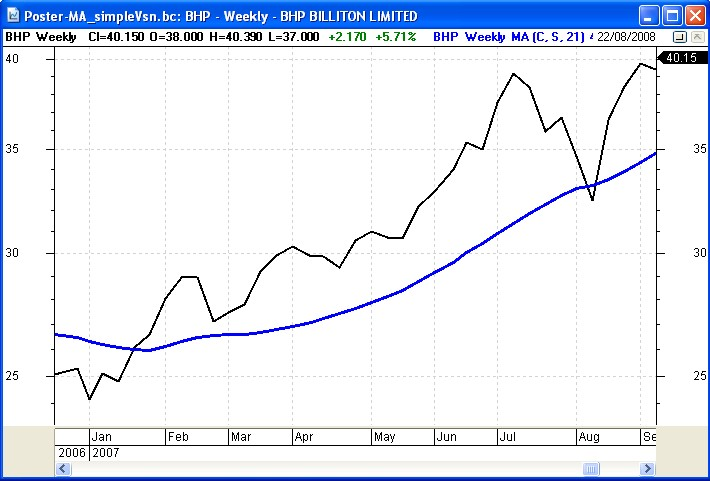 Poster-MA_simpleVsn.bc: BHP - Weekly - BHP BILLITON LIMITED
BHP Weekly Cl=40.150 O=38.000 H=40.390 L=37.000 +2.170 +5.71% BHP Weekly MA (C, S, 21) 22/08/2008
40 40.15
35 35
30 30
25 25
Jan Feb Mar Apr May Jun Jul Aug Se
2006 2007